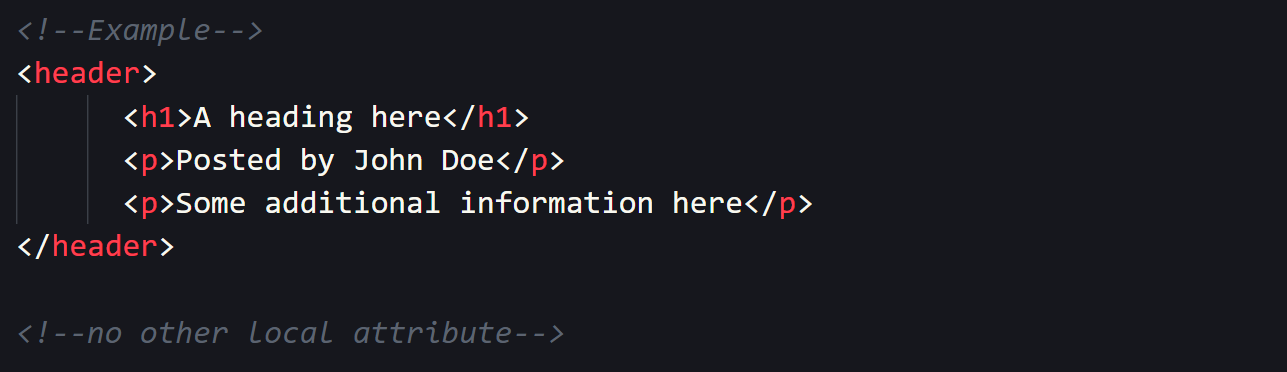 <!--Example-->
<header>
<h1>A heading here</h1>
<p>Posted by John Doe</p>
<p>Some additional information here</p>
</header>
<!--no other local attribute-->